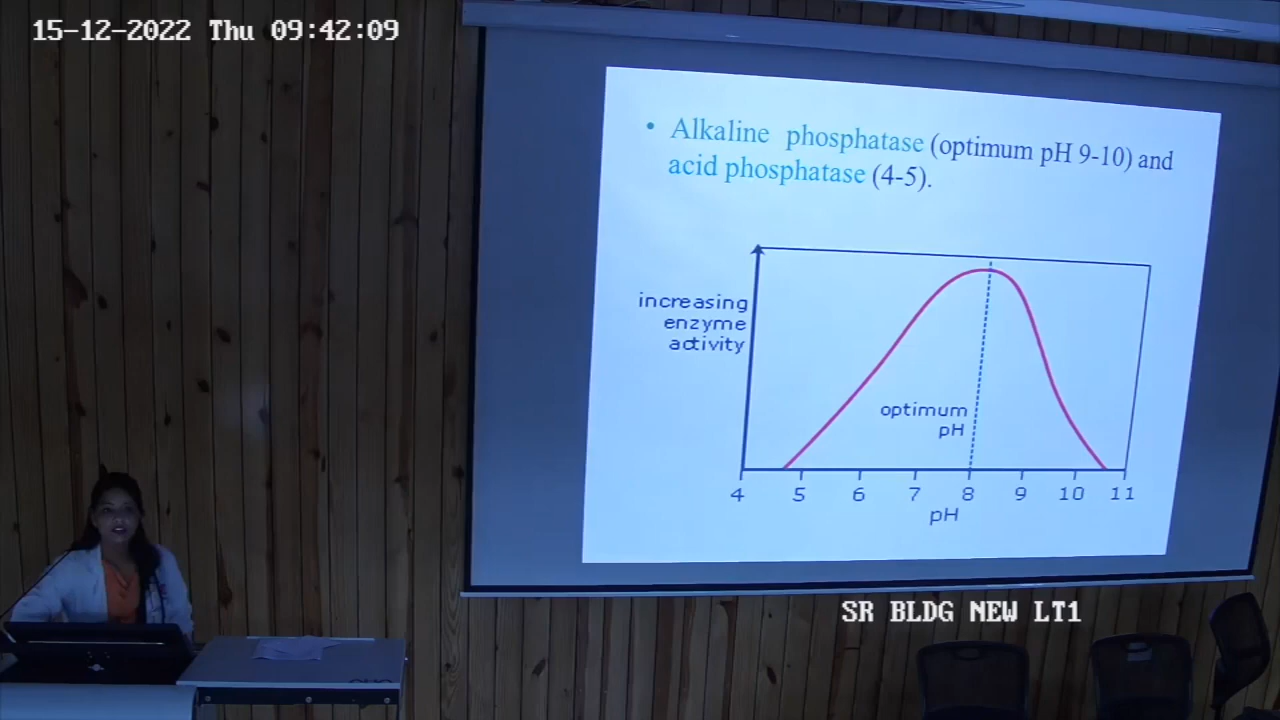 15-12-2022 Thu 09:42:09
• Alkaline phosphatase (optimum pH 9-10) and
acid phosphatase (4-5).
increasing
enzyme
activity
optimum
pH
4 5 6 7 8 9 10 11
pH
SR BLDG NEW LT1